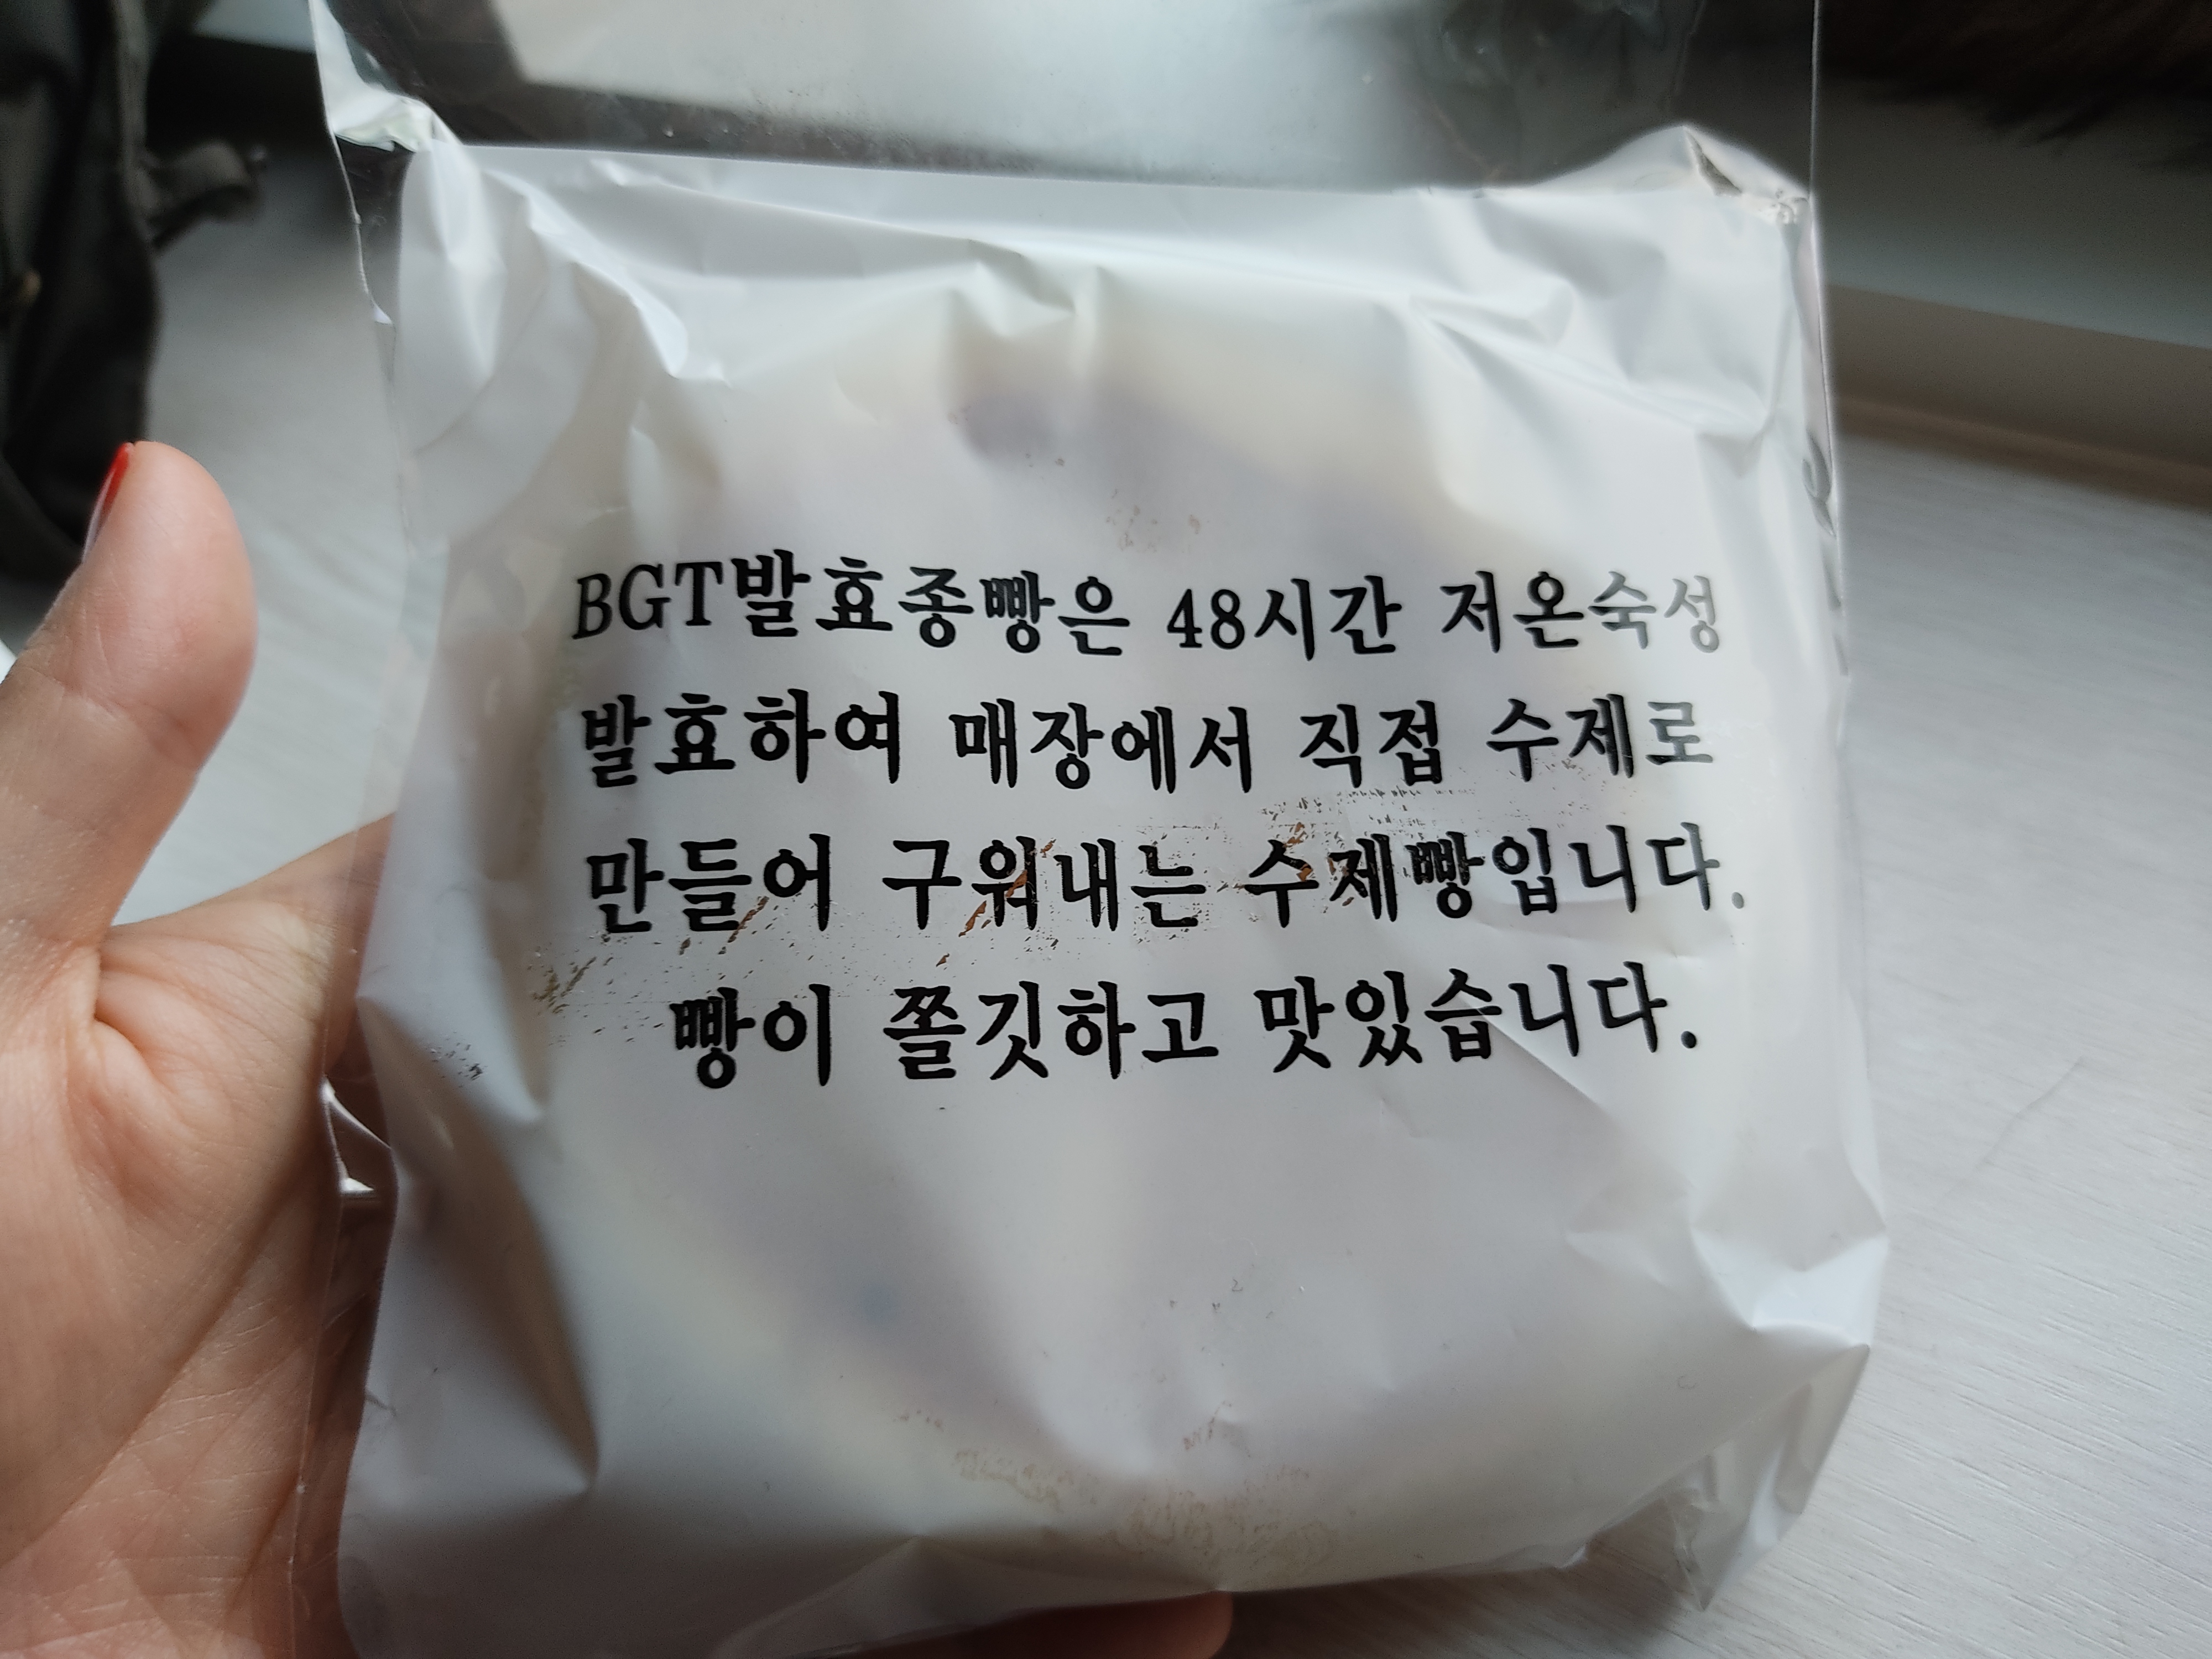 BGT발효종빵은 48시간 저온숙성
발효하여 매장에서 직접 수제로
만들어 구워내는 수제빵입니다.
빵이 쫄깃하고 맛있습니다.